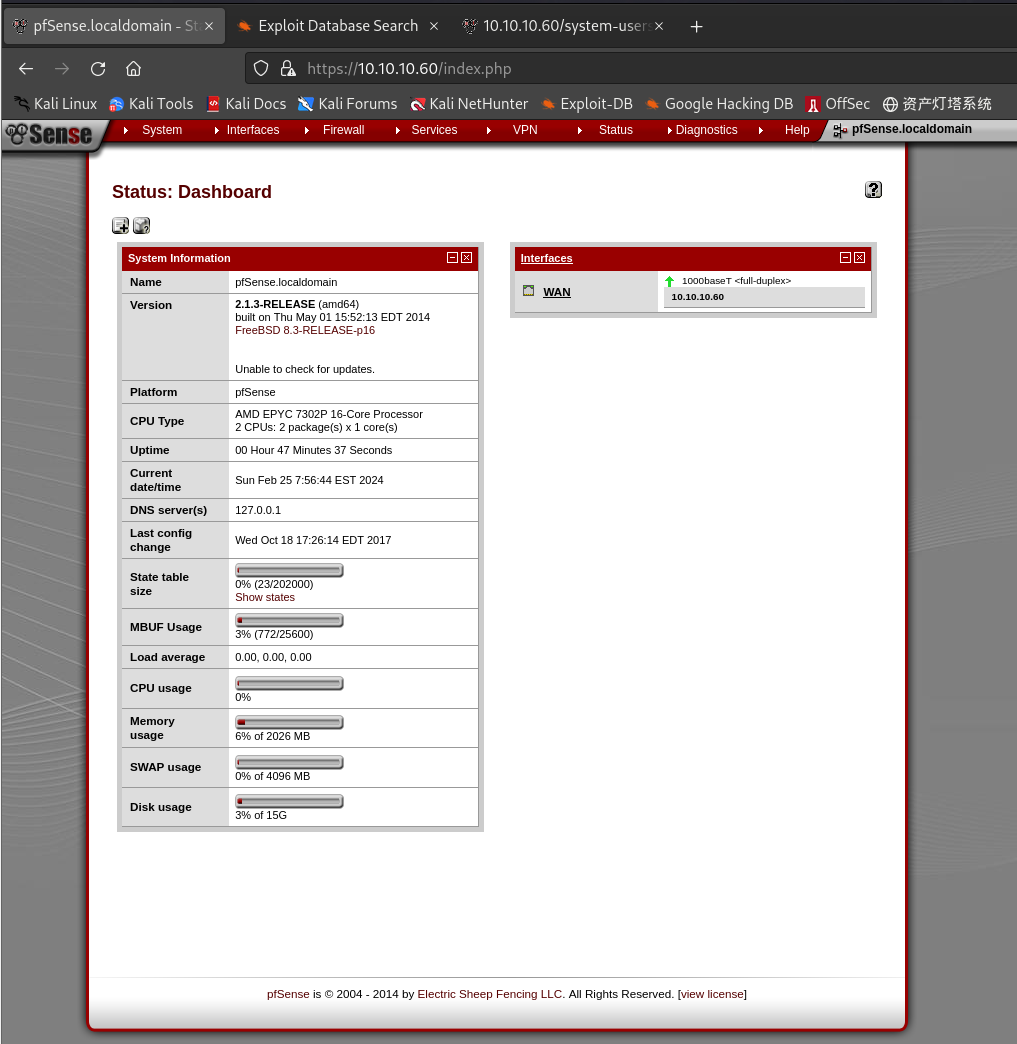 pfSense.localdomain - St
Exploit Database Search
10.10.10.60/system-users
https://10.10.10.60/index.php
Kali Linux Kali Tools Kali Docs Kali Forums Kali NetHunter Exploit-DB Google Hacking DB OffSec 资产灯塔系统
Sense System Interfaces Firewall Services VPN Status Diagnostics Help pfSense.localdomain
Status: Dashboard
System Information
Name pfSense.localdomain
Version 2.1.3-RELEASE (amd64)
built on Thu May 01 15:52:13 EDT 2014
FreeBSD 8.3-RELEASE-p16
Unable to check for updates.
Platform pfSense
CPU Type AMD EPYC 7302P 16-Core Processor
2 CPUs: 2 package(s) x 1 core(s)
Uptime 00 Hour 47 Minutes 37 Seconds
Current
date/time
Sun Feb 25 7:56:44 EST 2024
DNS server(s) 127.0.0.1
Last config
change
Wed Oct 18 17:26:14 EDT 2017
State table
size
0% (23/202000)
Show states
MBUF Usage
3% (772/25600)
Load average 0.00, 0.00, 0.00
CPU usage
0%
Memory
usage
6% of 2026 MB
SWAP usage
0% of 4096 MB
Disk usage
3% of 15G
Interfaces
WAN
1000baseT <full-duplex>
10.10.10.60
pfSense is © 2004 - 2014 by Electric Sheep Fencing LLC. All Rights Reserved. [view license]